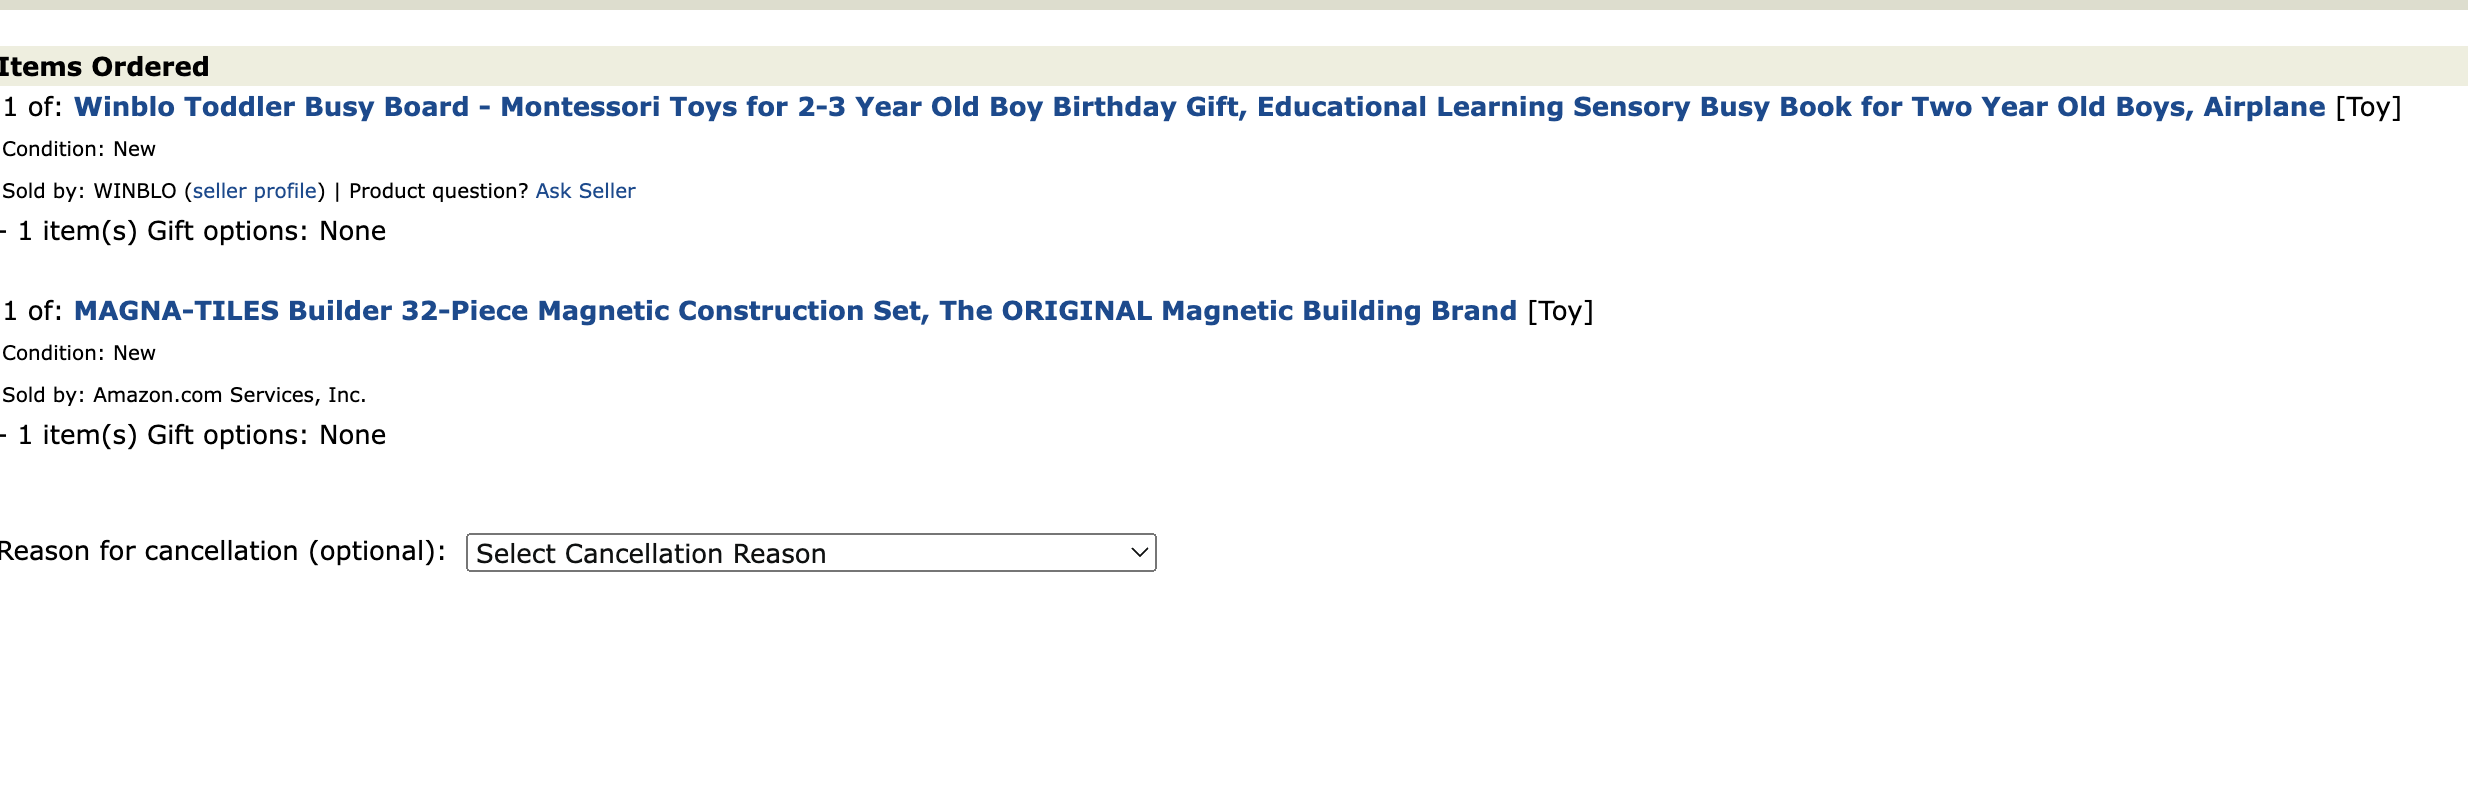 Items Ordered
1 of: Winblo Toddler Busy Board - Montessori Toys for 2-3 Year Old Boy Birthday Gift, Educational Learning Sensory Busy Book for Two Year Old Boys, Airplane [Toy]
Condition: New
Sold by: WINBLO (seller profile) | Product question? Ask Seller
- 1 item(s) Gift options: None
1 of: MAGNA-TILES Builder 32-Piece Magnetic Construction Set, The ORIGINAL Magnetic Building Brand [Toy]
Condition: New
Sold by: Amazon.com Services, Inc.
- 1 item(s) Gift options: None
Reason for cancellation (optional): Select Cancellation Reason